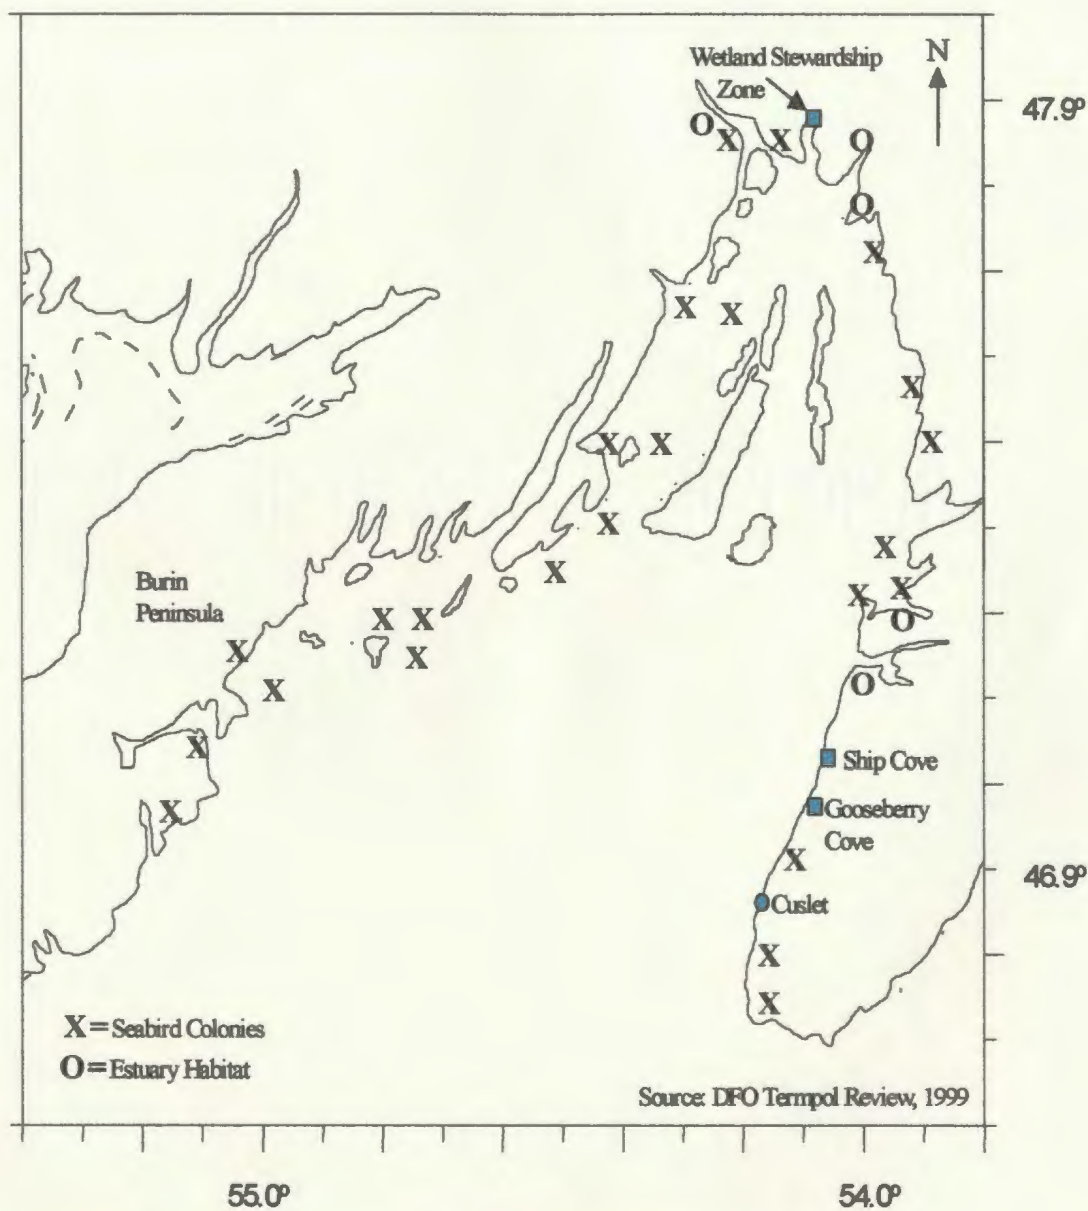 Wetland Stewardship
Zone
N
47.9°
Burin
Peninsula
Ship Cove
Gooseberry
Cove
46.9°
Cuslet
X = Seabird Colonies
O = Estuary Habitat
Source: DFO Termpol Review, 1999
55.0°
54.0°